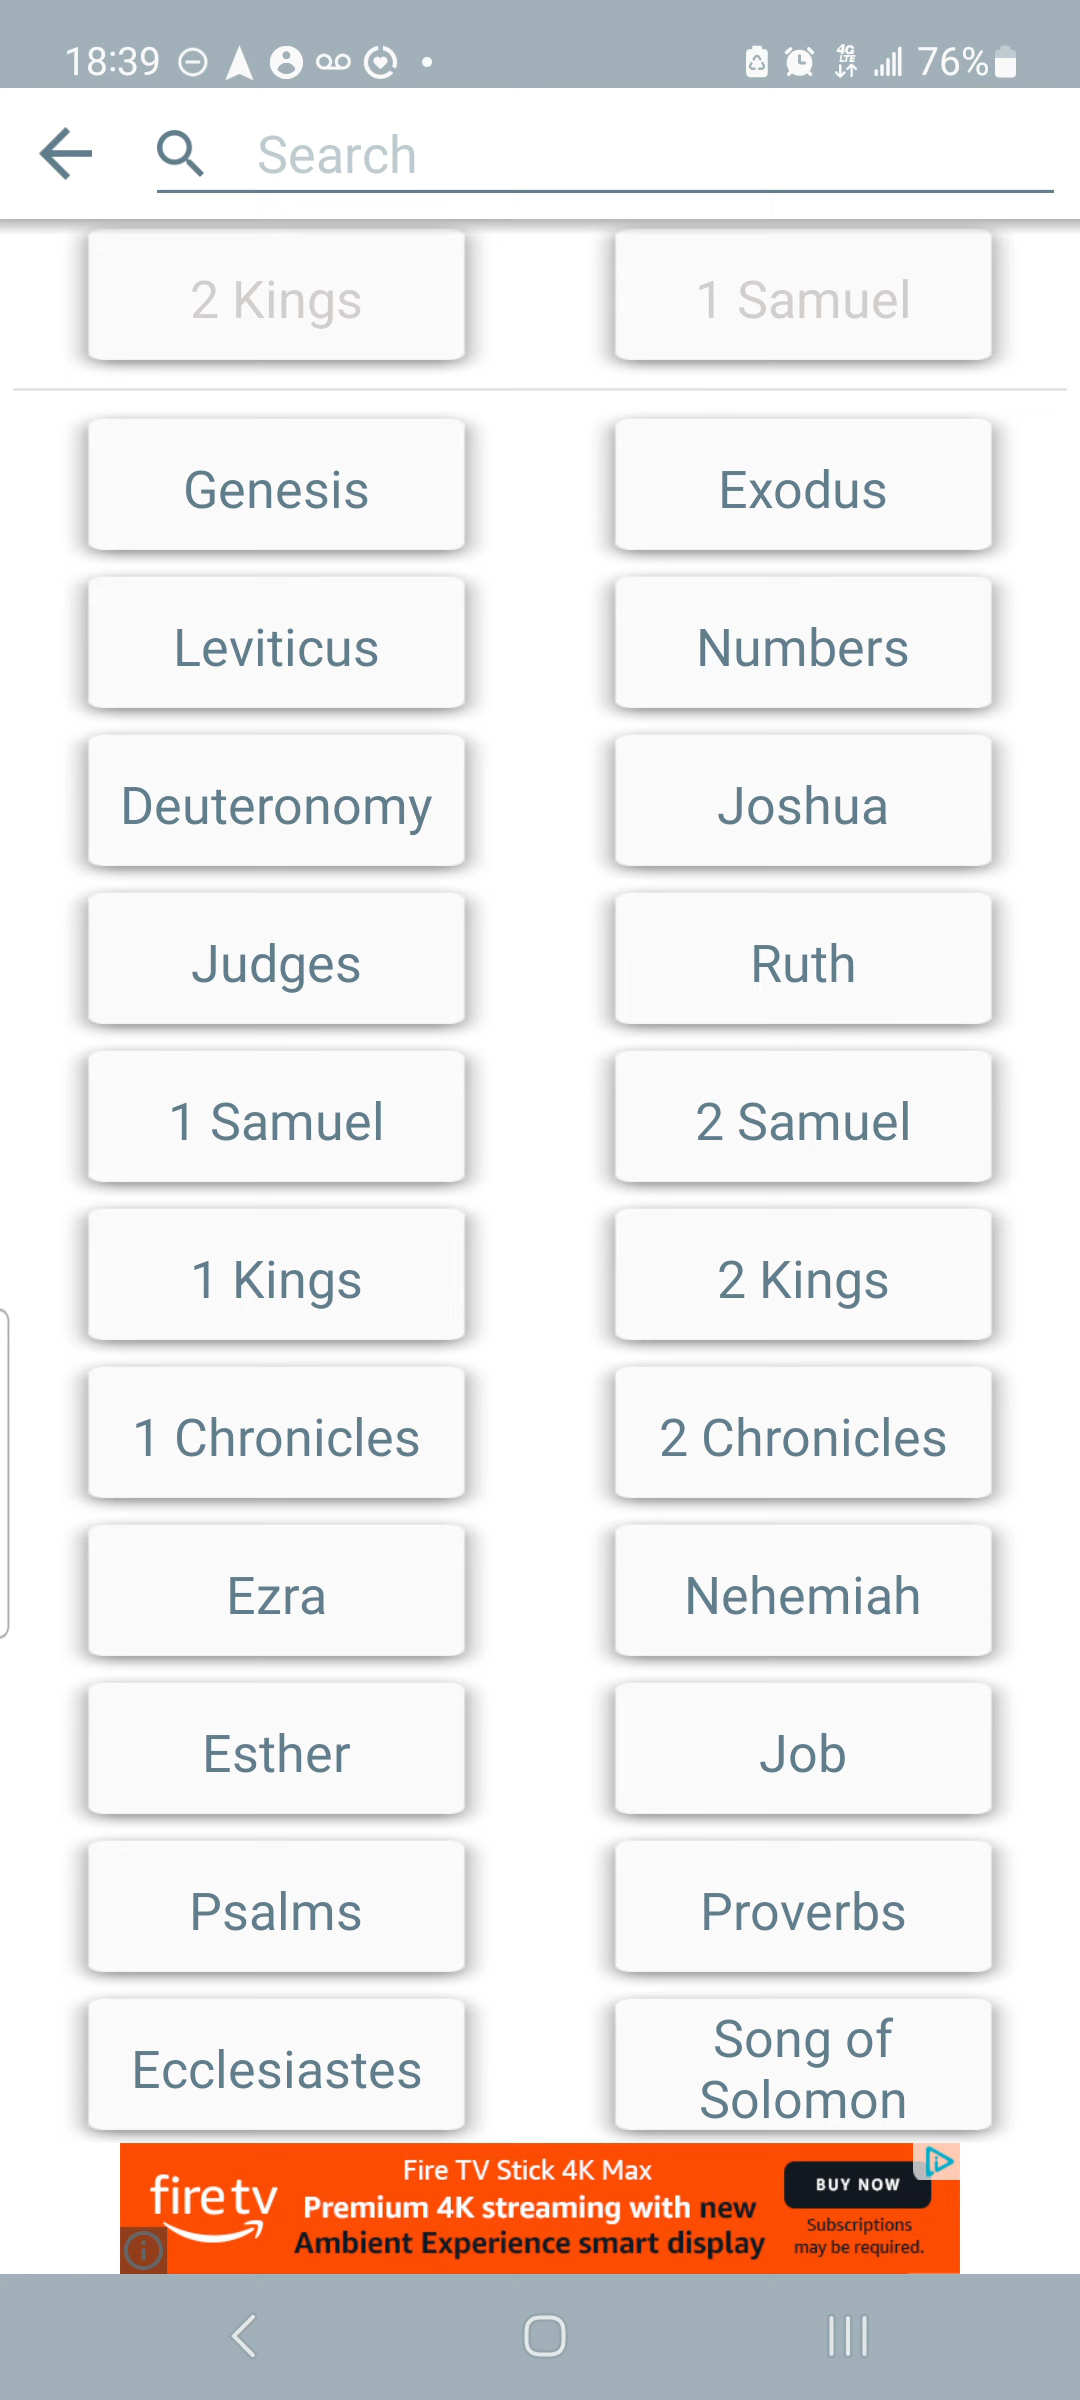 18:39
4G
LTE
76%
Search
2 Kings
1 Samuel
Genesis
Exodus
Leviticus
Numbers
Deuteronomy
Joshua
Judges
Ruth
1 Samuel
2 Samuel
1 Kings
2 Kings
1 Chronicles
2 Chronicles
Ezra
Nehemiah
Esther
Job
Psalms
Proverbs
Ecclesiastes
Song of
Solomon
fire tv
Fire TV Stick 4K Max
Premium 4K streaming with new
Ambient Experience smart display
BUY NOW
Subscriptions
may be required.